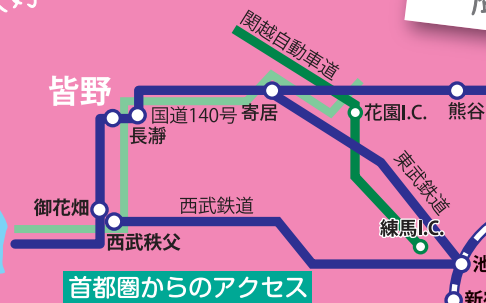 関越自動車道
皆野
国道140号
寄居
花園I.C.
熊谷
長瀞
東武鉄道
御花畑
西武鉄道
練馬I.C.
西武秩父
池
首都圏からのアクセス